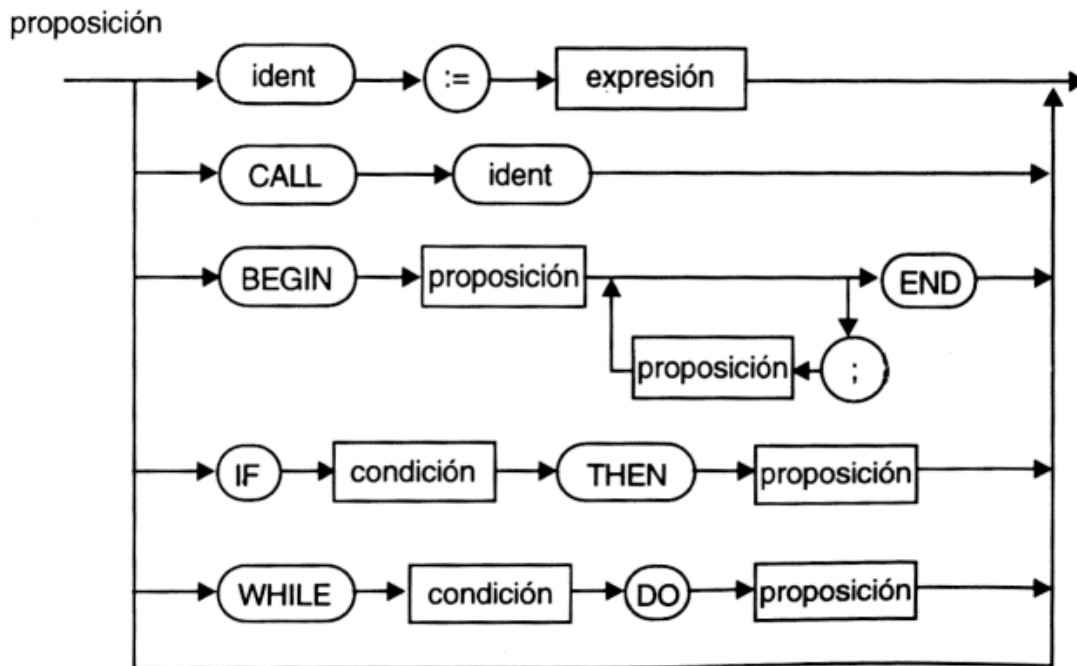 proposición
ident := expresión
CALL ident
BEGIN proposición END
proposición ;
IF condición THEN proposición
WHILE condición DO proposición